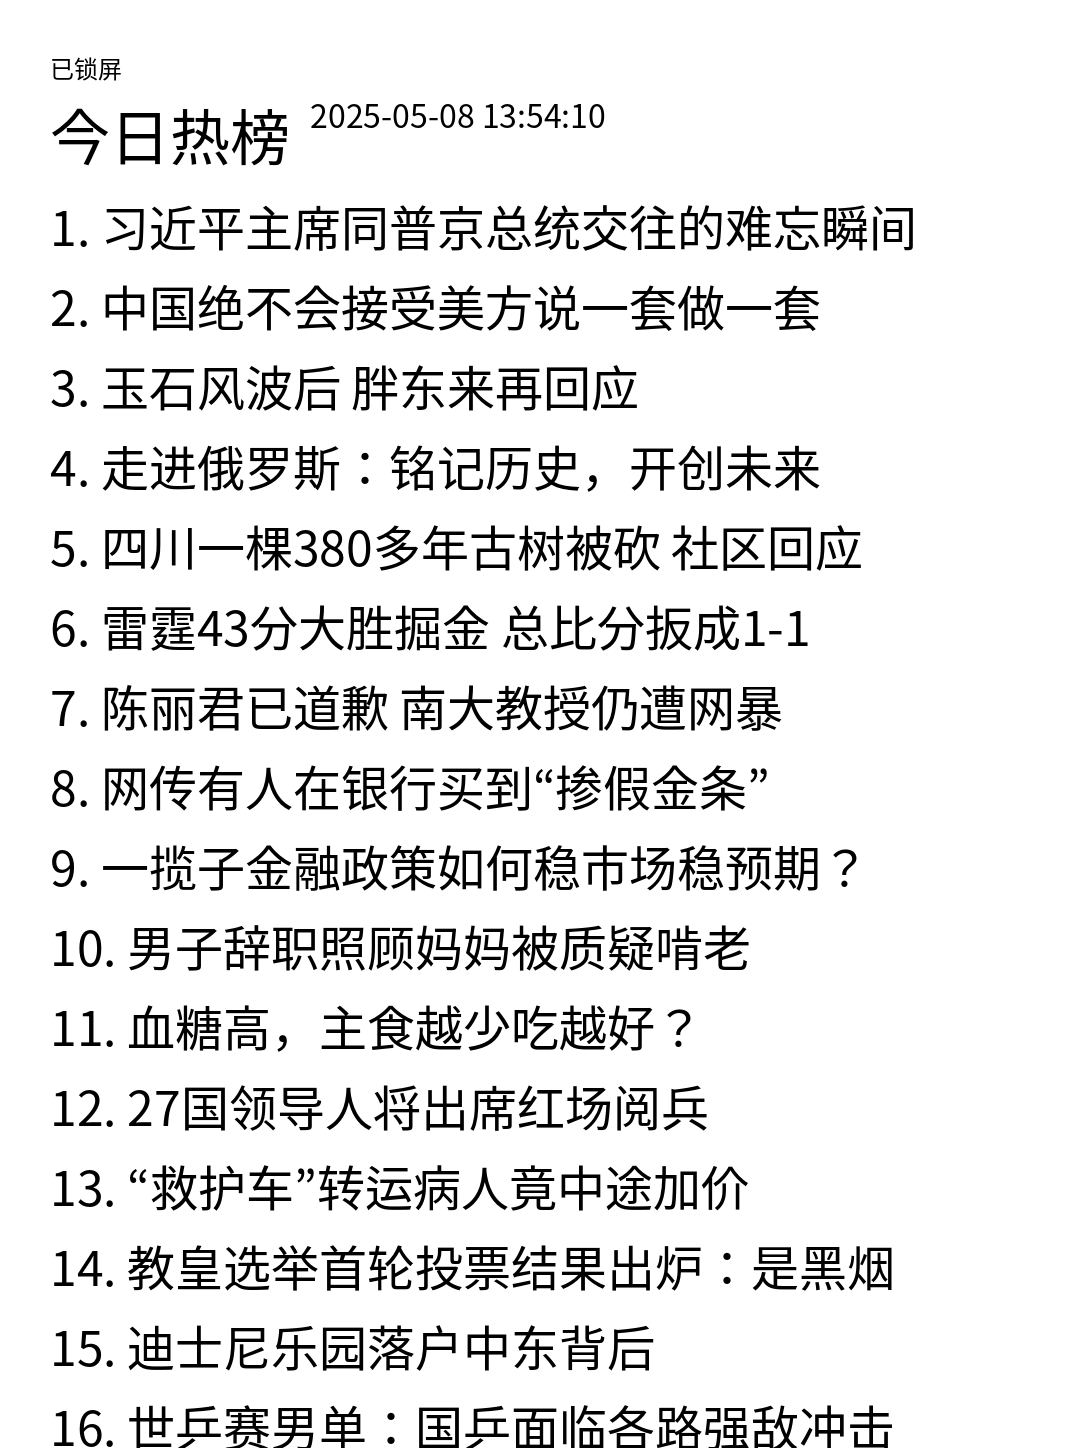 已锁屏
今日热榜 2025-05-08 13:54:10
1. 习近平主席同普京总统交往的难忘瞬间
2. 中国绝不会接受美方说一套做一套
3. 玉石风波后 胖东来再回应
4. 走进俄罗斯：铭记历史，开创未来
5. 四川一棵380多年古树被砍 社区回应
6. 雷霆43分大胜掘金 总比分扳成1-1
7. 陈丽君已道歉 南大教授仍遭网暴
8. 网传有人在银行买到“掺假金条”
9. 一揽子金融政策如何稳市场稳预期？
10. 男子辞职照顾妈妈被质疑啃老
11. 血糖高，主食越少吃越好？
12. 27国领导人将出席红场阅兵
13. “救护车”转运病人竟中途加价
14. 教皇选举首轮投票结果出炉：是黑烟
15. 迪士尼乐园落户中东背后
16. 世乒赛男单：国乒面临各路强敌冲击